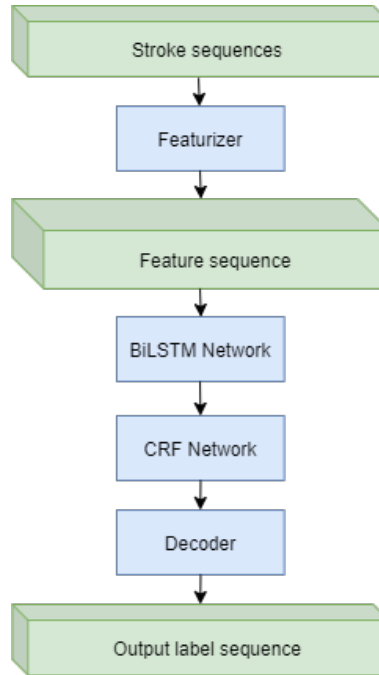 Stroke sequences
Featurizer
Feature sequence
BiLSTM Network
CRF Network
Decoder
Output label sequence